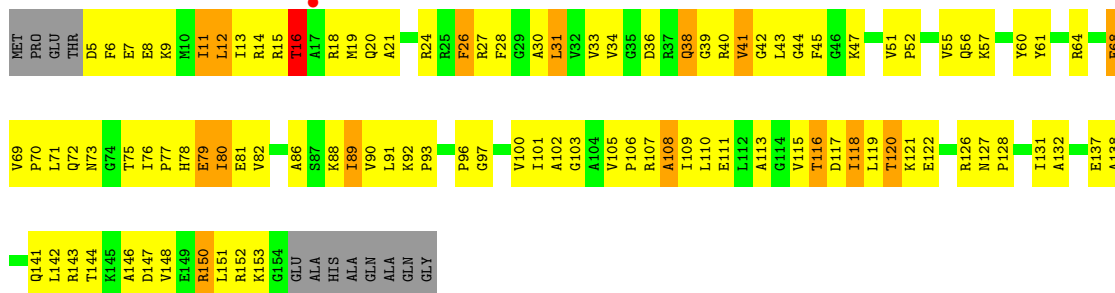 MET PRO GLU THR D5 F6 E7 E8 K9 M10 I11 L12 I13 R14 R15 T16 A17 R18 M19 Q20 A21 R24 R25 F26 R27 F28 G29 A30 L31 V32 V33 V34 G35 D36 R37 Q38 G39 R40 V41 G42 L43 G44 F45 G46 K47 V51 P52 V55 Q56 K57 Y60 Y61 R64
V69 P70 L71 Q72 N73 G74 T75 I76 P77 H78 E79 I80 E81 V82 A86 S87 K88 I89 V90 L91 K92 P93 P96 G97 V100 I101 A102 G103 A104 V105 P106 R107 A108 I109 L110 E111 L112 A113 G114 V115 T116 D117 I118 L119 T120 K121 E122 R126 N127 P128 I131 A132 E137
Q141 L142 R143 T144 K145 A146 D147 V148 E149 R150 L151 R152 K153 G154 GLU ALA HIS ALA GLN ALA GLN GLY